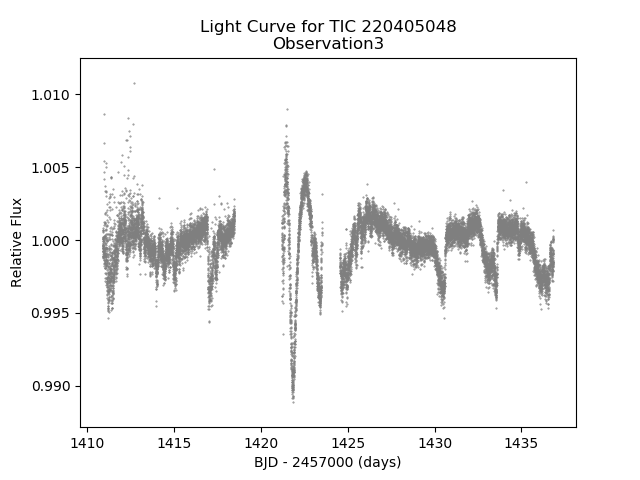 Light Curve for TIC 220405048
Observation3
1.010
1.005
1.000
0.995
0.990
Relative Flux
1410
1415
1420
1425
1430
1435
BJD - 2457000 (days)